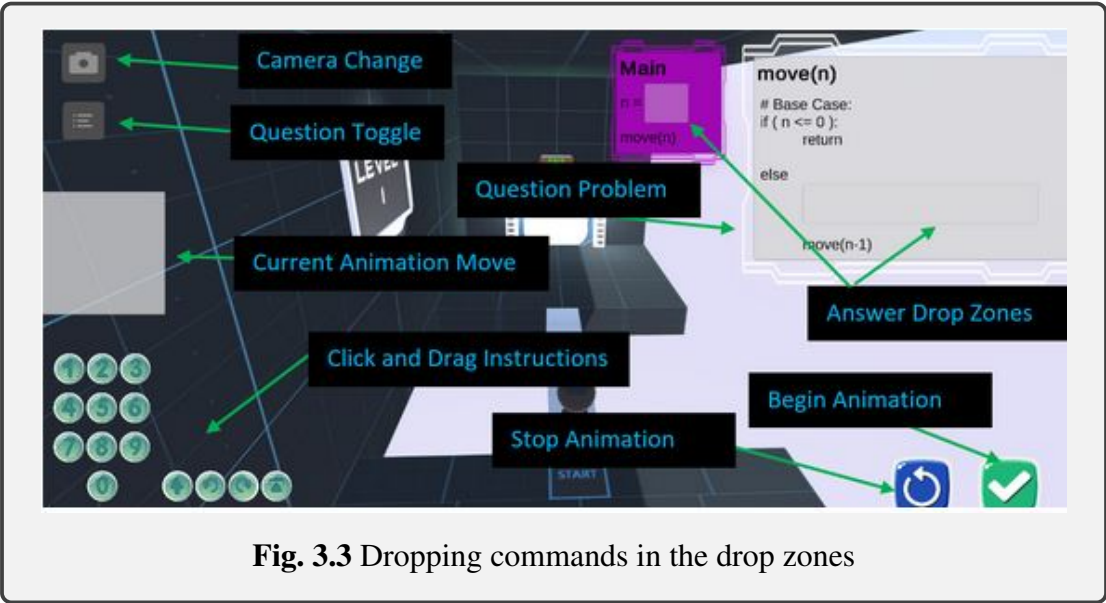 Camera Change
Question Toggle
LEVEL
1
Current Animation Move
Click and Drag Instructions
1 2 3
4 5 6
7 8 9
0
Main
n =
move(n)
Question Problem
move(n)
# Base Case:
if ( n <= 0 ):
return
else
move(n-1)
Answer Drop Zones
Begin Animation
Stop Animation
START
Fig. 3.3 Dropping commands in the drop zones